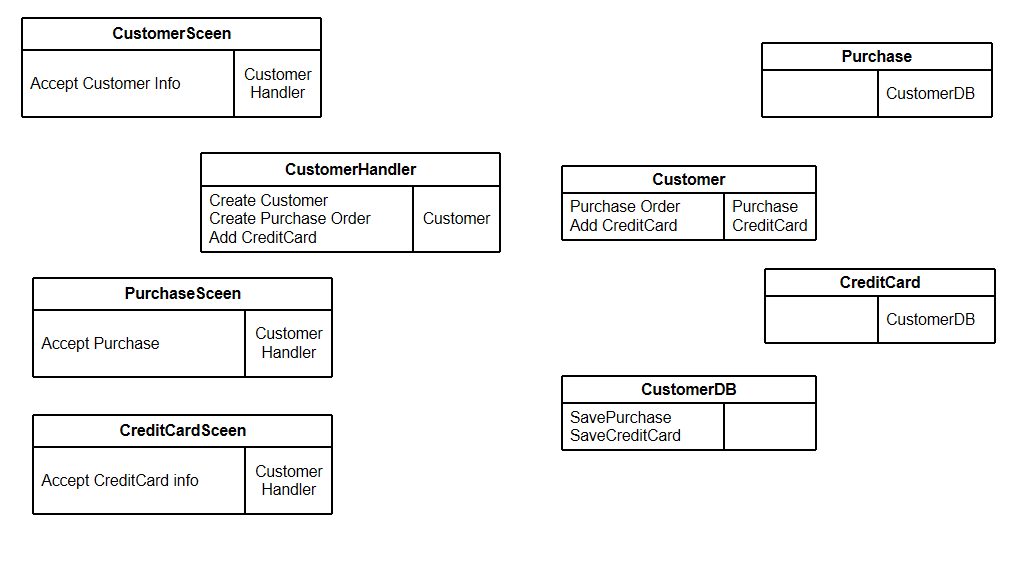 CustomerSceen
Accept Customer Info
Customer
Handler
Purchase
CustomerDB
CustomerHandler
Create Customer
Create Purchase Order
Add CreditCard
Customer
Customer
Purchase Order
Add CreditCard
Purchase
CreditCard
PurchaseSceen
Accept Purchase
Customer
Handler
CreditCard
CustomerDB
CustomerDB
SavePurchase
SaveCreditCard
CreditCardSceen
Accept CreditCard info
Customer
Handler